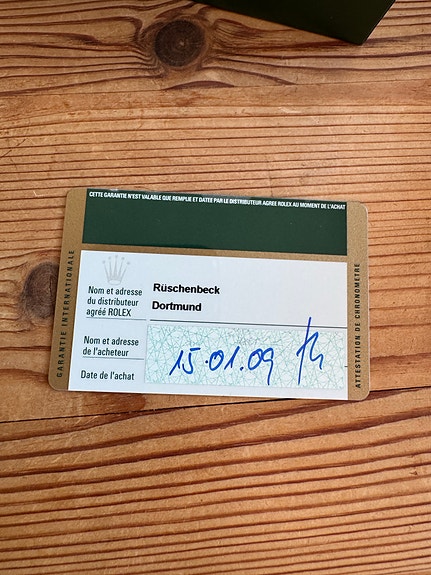 CETTE GARANTIE N'EST VALABLE QUE REMPLIE ET DATEE PAR LE DISTRIBUTEUR AGREE ROLEX AU MOMENT DE L'ACHAT
GARANTIE INTERNATIONALE
Nom et adresse
du distributeur
agréé ROLEX
Rüschenbeck
Dortmund
Nom et adresse
de l'acheteur
Date de l'achat
15.01.09
ATTESTATION DE CHRONOMETRE